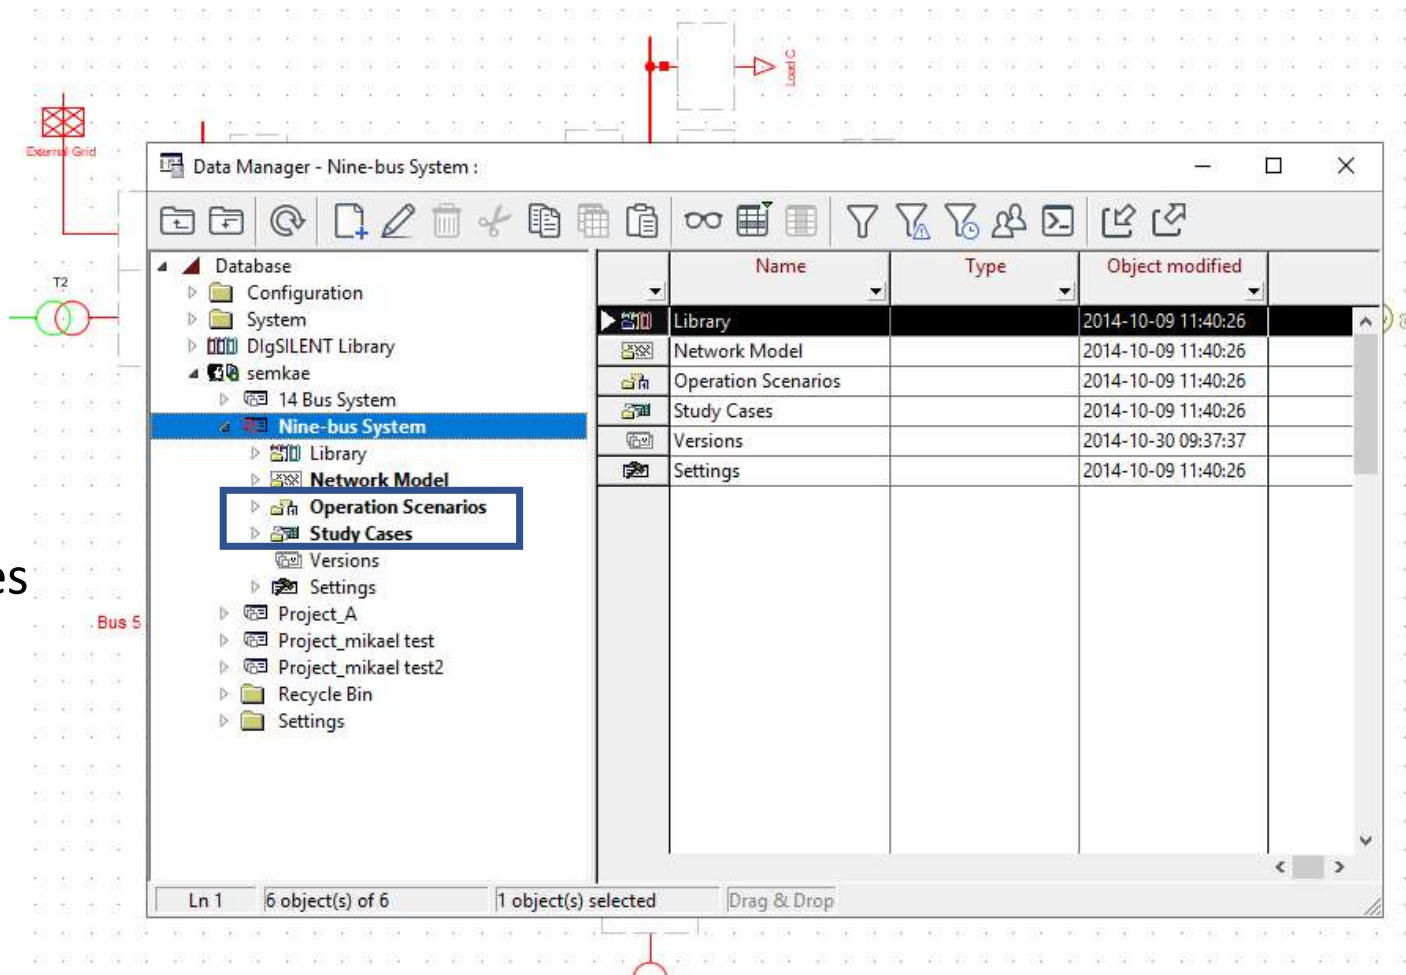 Load C
External Grid
Data Manager - Nine-bus System :
T2
Database
Configuration
System
DIgSILENT Library
semkae
14 Bus System
Nine-bus System
Library
Network Model
Operation Scenarios
Study Cases
Versions
Settings
Project_A
Project_mikael test
Project_mikael test2
Recycle Bin
Settings
es
Bus 5
Name Type Object modified
Library 2014-10-09 11:40:26
Network Model 2014-10-09 11:40:26
Operation Scenarios 2014-10-09 11:40:26
Study Cases 2014-10-09 11:40:26
Versions 2014-10-30 09:37:37
Settings 2014-10-09 11:40:26
Ln 1 6 object(s) of 6 1 object(s) selected Drag & Drop